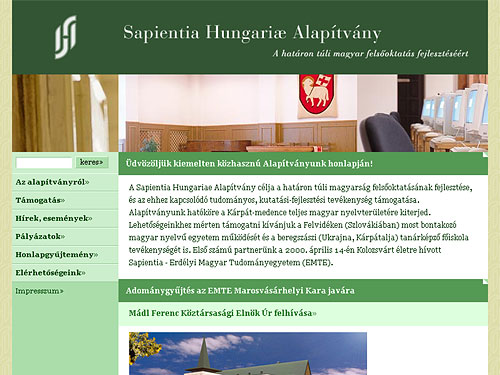 Sapientia Hungariæ Alapítvány
A határon túli magyar felsőoktatás fejlesztéséért
keres»
Az alapítványról»
Támogatás»
Hírek, események»
Pályázatok»
Honlapgyűjtemény»
Elérhetőségeink»
Impresszum»
Üdvözöljük kiemelten közhasznú Alapítványunk honlapján!
A Sapientia Hungariae Alapítvány célja a határon túli magyarság felsőoktatásának fejlesztése,
és az ehhez kapcsolódó tudományos, kutatási-fejlesztési tevékenység támogatása.
Alapítványunk hatóköre a Kárpát-medence teljes magyar nyelvterületére kiterjed.
Lehetőségeinkhez mérten támogatni kívánjuk a Felvidéken (Szlovákiában) most bontakozó
magyar nyelvű egyetem működését és a beregszászi (Ukrajna, Kárpátalja) tanárképző főiskola
tevékenységét is. Első számú partnerünk a 2000. április 14-én Kolozsvárt életre hívott
Sapientia - Erdélyi Magyar Tudományegyetem (EMTE).
Adománygyűjtés az EMTE Marosvásárhelyi Kara javára
Mádl Ferenc Köztársasági Elnök Úr felhívása»